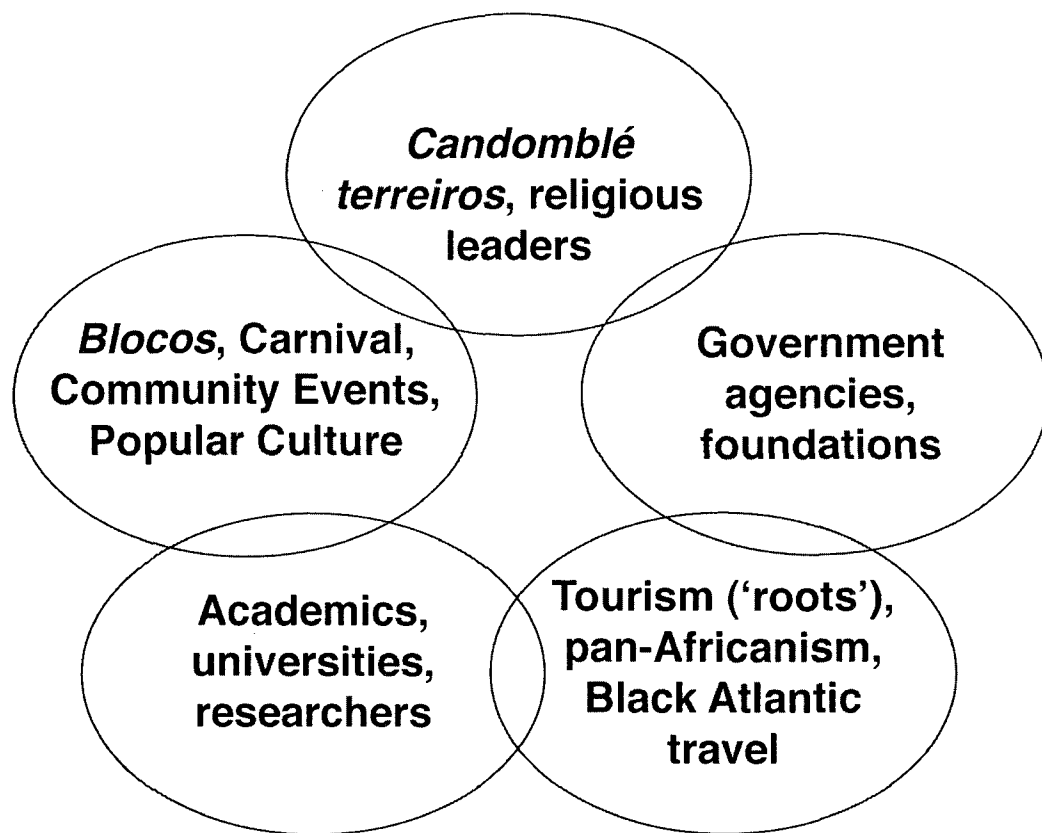 Candomblé
terreiros, religious
leaders
Blocos, Carnival,
Community Events,
Popular Culture
Government
agencies,
foundations
Academics,
universities,
researchers
Tourism (‘roots’),
pan-Africanism,
Black Atlantic
travel